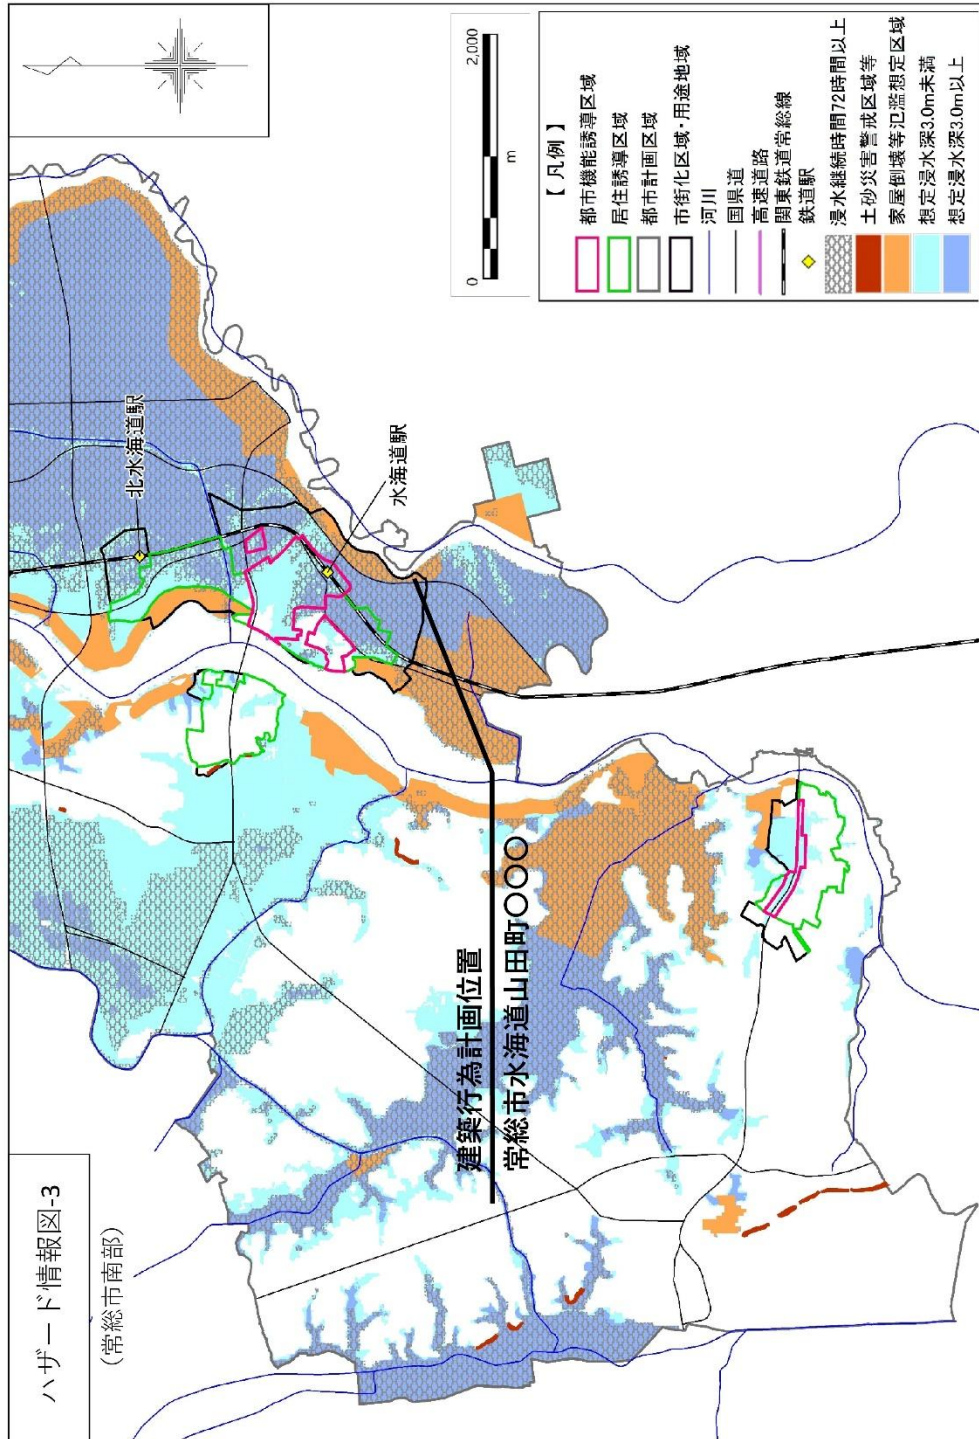 ハザード情報図-3
(常総市南部)
北水海道駅
水海道駅
建築行為計画位置
常総市水海道山田町〇〇〇
0
2,000
m
【 凡例 】
都市機能誘導区域
居住誘導区域
都市計画区域
市街化区域・用途地域
河川
国県道
高速道路
関東鉄道常総線
鉄道駅
浸水継続時間72時間以上
土砂災害警戒区域等
家屋倒壊等氾濫想定区域
想定浸水深3.0m未満
想定浸水深3.0m以上